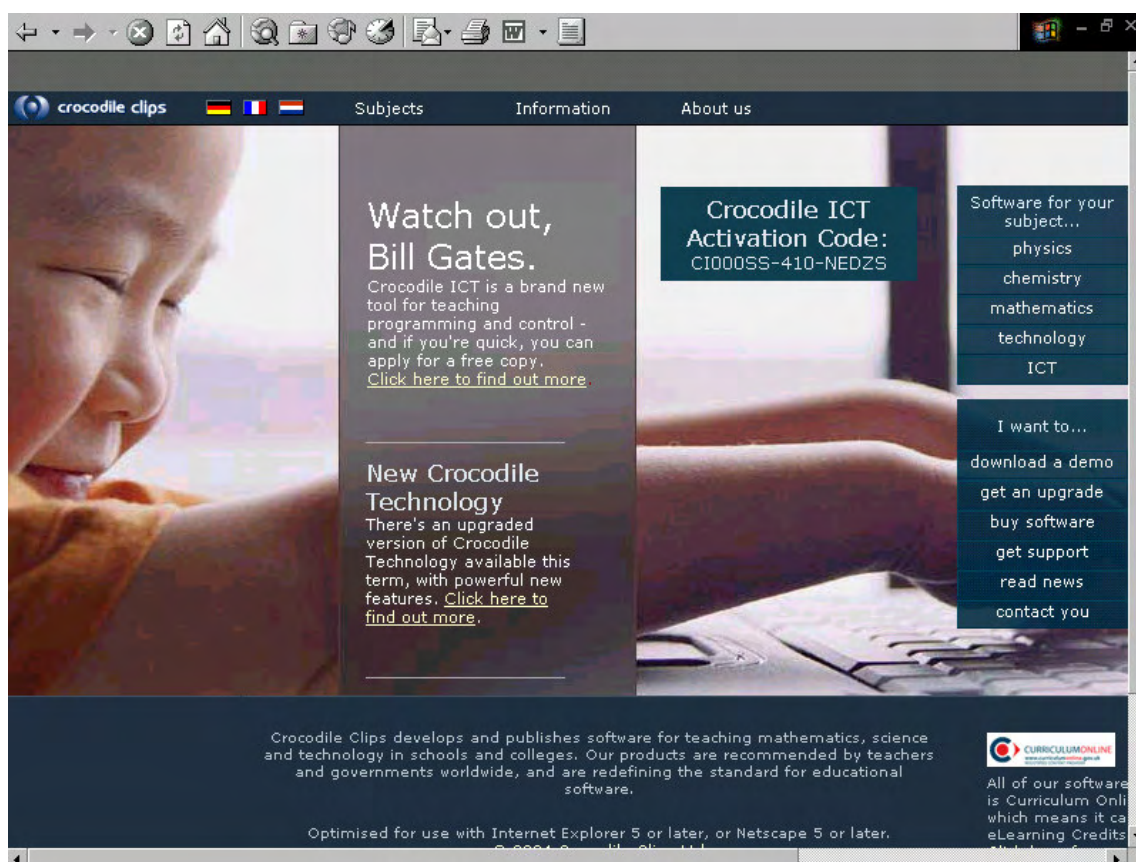 crocodile clips
Subjects
Information
About us
Watch out,
Bill Gates.
Crocodile ICT is a brand new
tool for teaching
programming and control -
and if you're quick, you can
apply for a free copy.
Click here to find out more.
New Crocodile
Technology
There's an upgraded
version of Crocodile
Technology available this
term, with powerful new
features. Click here to
find out more.
Crocodile ICT
Activation Code:
CI000SS-410-NEDZS
Software for your
subject...
physics
chemistry
mathematics
technology
ICT
I want to...
download a demo
get an upgrade
buy software
get support
read news
contact you
Crocodile Clips develops and publishes software for teaching mathematics, science
and technology in schools and colleges. Our products are recommended by teachers
and governments worldwide, and are redefining the standard for educational
software.
Optimised for use with Internet Explorer 5 or later, or Netscape 5 or later.
CURRICULUMONLINE
www.curriculumonline.gov.uk
All of our software
is Curriculum Onli
which means it ca
eLearning Credits